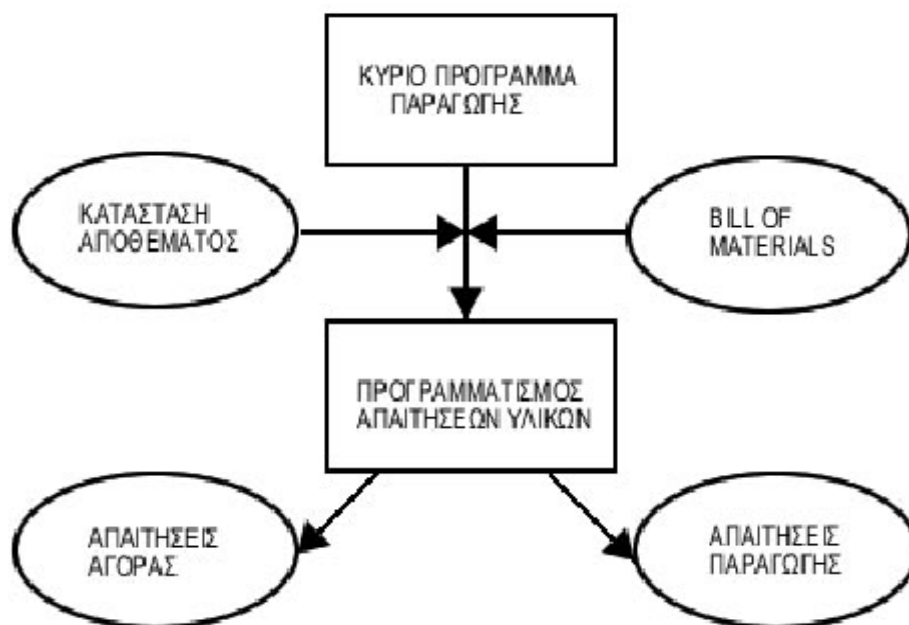 ΚΥΡΙΟ ΠΡΟΓΡΑΜΜΑ
ΠΑΡΑΓΩΓΗΣ
ΚΑΤΑΣΤΑΣΗ
ΑΠΟΘΕΜΑΤΟΣ
BILL OF
MATERIALS
ΠΡΟΓΡΑΜΜΑΤΙΣΜΟΣ
ΑΠΑΙΤΗΣΕΩΝ ΥΛΙΚΩΝ
ΑΠΑΙΤΗΣΕΙΣ
ΑΓΟΡΑΣ
ΑΠΑΙΤΗΣΕΙΣ
ΠΑΡΑΓΩΓΗΣ